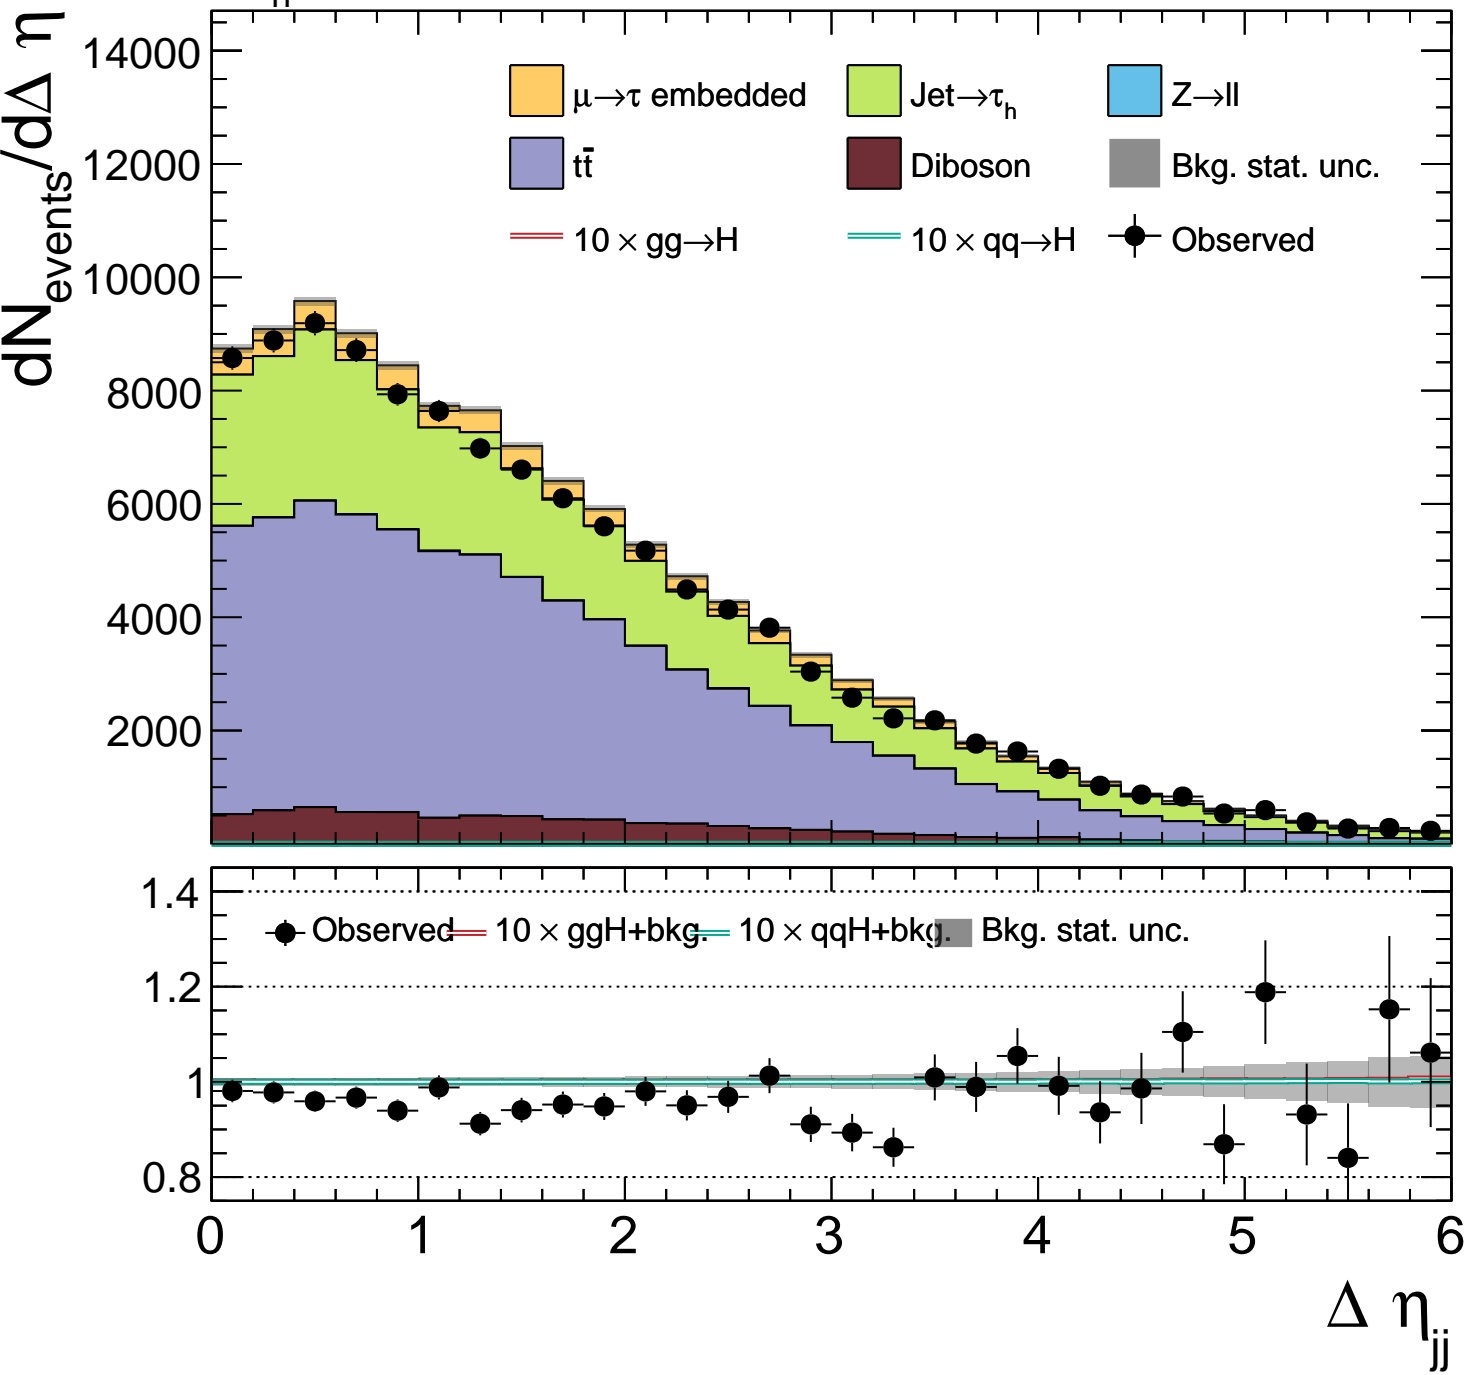 dN_events/dΔ η_jj
14000
12000
10000
8000
6000
4000
2000
μ→τ embedded
Jet→τ_h
Z→ll
tt̄
Diboson
Bkg. stat. unc.
10 × gg→H
10 × qq→H
Observed
1.4
1.2
1
0.8
Observed
10 × ggH+bkg.
10 × qqH+bkg.
Bkg. stat. unc.
0 1 2 3 4 5 6
Δ η_jj